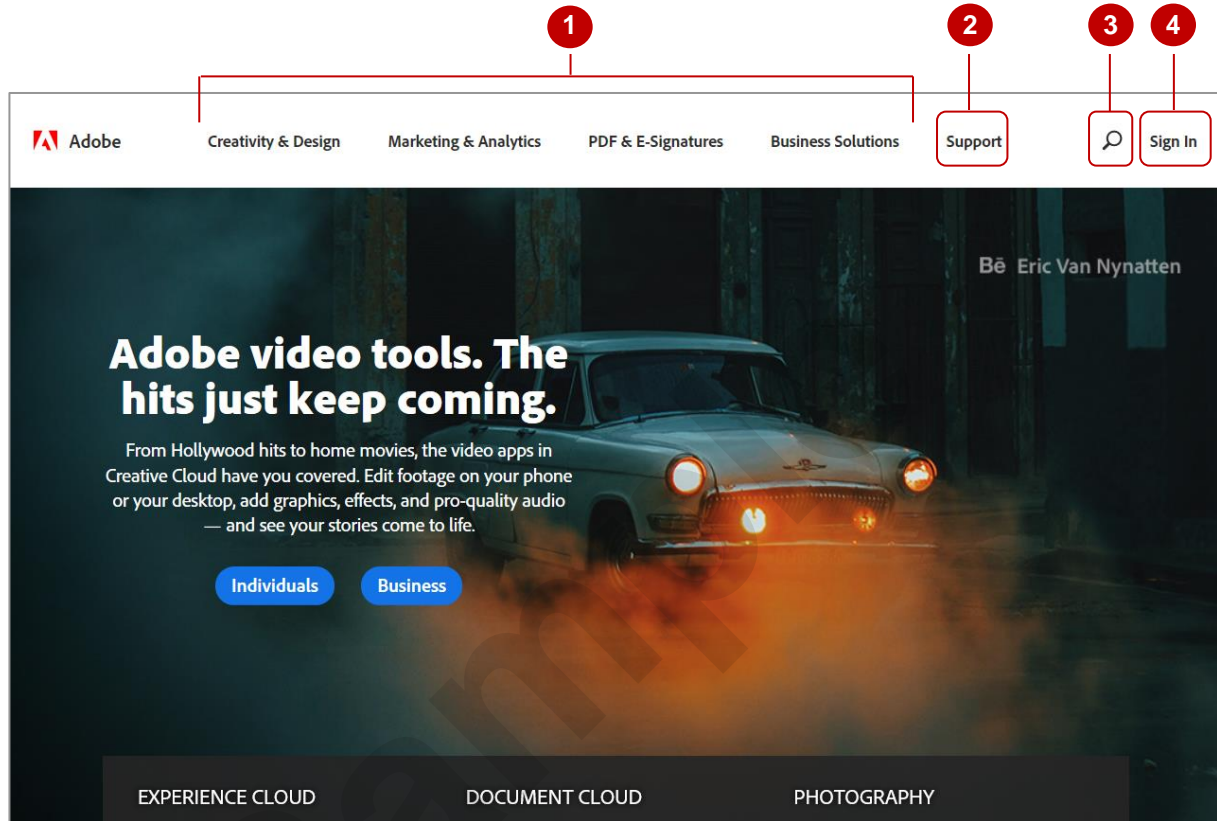 1
2
3
4
Adobe
Creativity & Design
Marketing & Analytics
PDF & E-Signatures
Business Solutions
Support
Sign In
Bē Eric Van Nynatten
Adobe video tools. The
hits just keep coming.
From Hollywood hits to home movies, the video apps in
Creative Cloud have you covered. Edit footage on your phone
or your desktop, add graphics, effects, and pro-quality audio
— and see your stories come to life.
Individuals
Business
EXPERIENCE CLOUD
DOCUMENT CLOUD
PHOTOGRAPHY